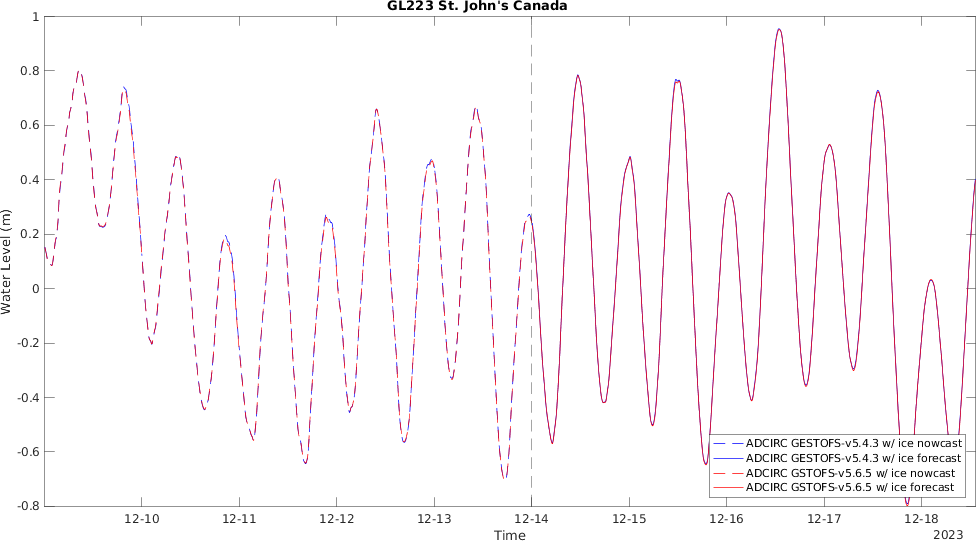 GL223 St. John's Canada
Water Level (m)
1
0.8
0.6
0.4
0.2
0
-0.2
-0.4
-0.6
-0.8
12-10
12-11
12-12
12-13
12-14
12-15
12-16
12-17
12-18
Time
2023
ADCIRC GESTOFS-v5.4.3 w/ ice nowcast
ADCIRC GESTOFS-v5.4.3 w/ ice forecast
ADCIRC GSTOFS-v5.6.5 w/ ice nowcast
ADCIRC GSTOFS-v5.6.5 w/ ice forecast